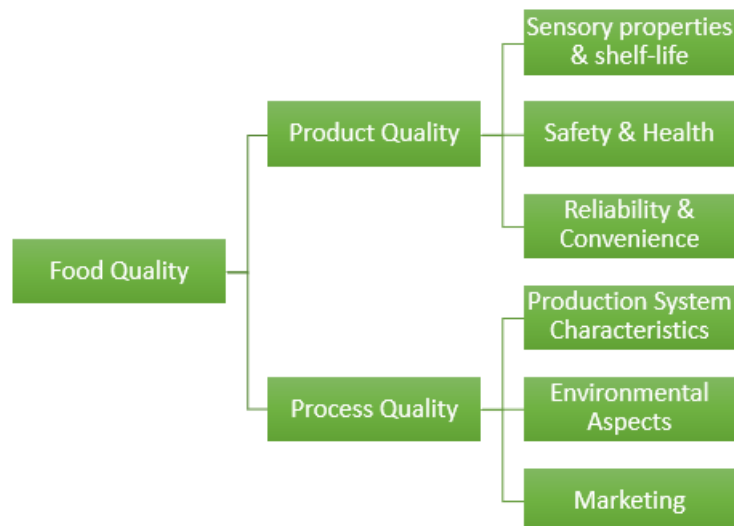 Sensory properties
& shelf-life
Product Quality
Safety & Health
Reliability &
Convenience
Food Quality
Production System
Characteristics
Process Quality
Environmental
Aspects
Marketing